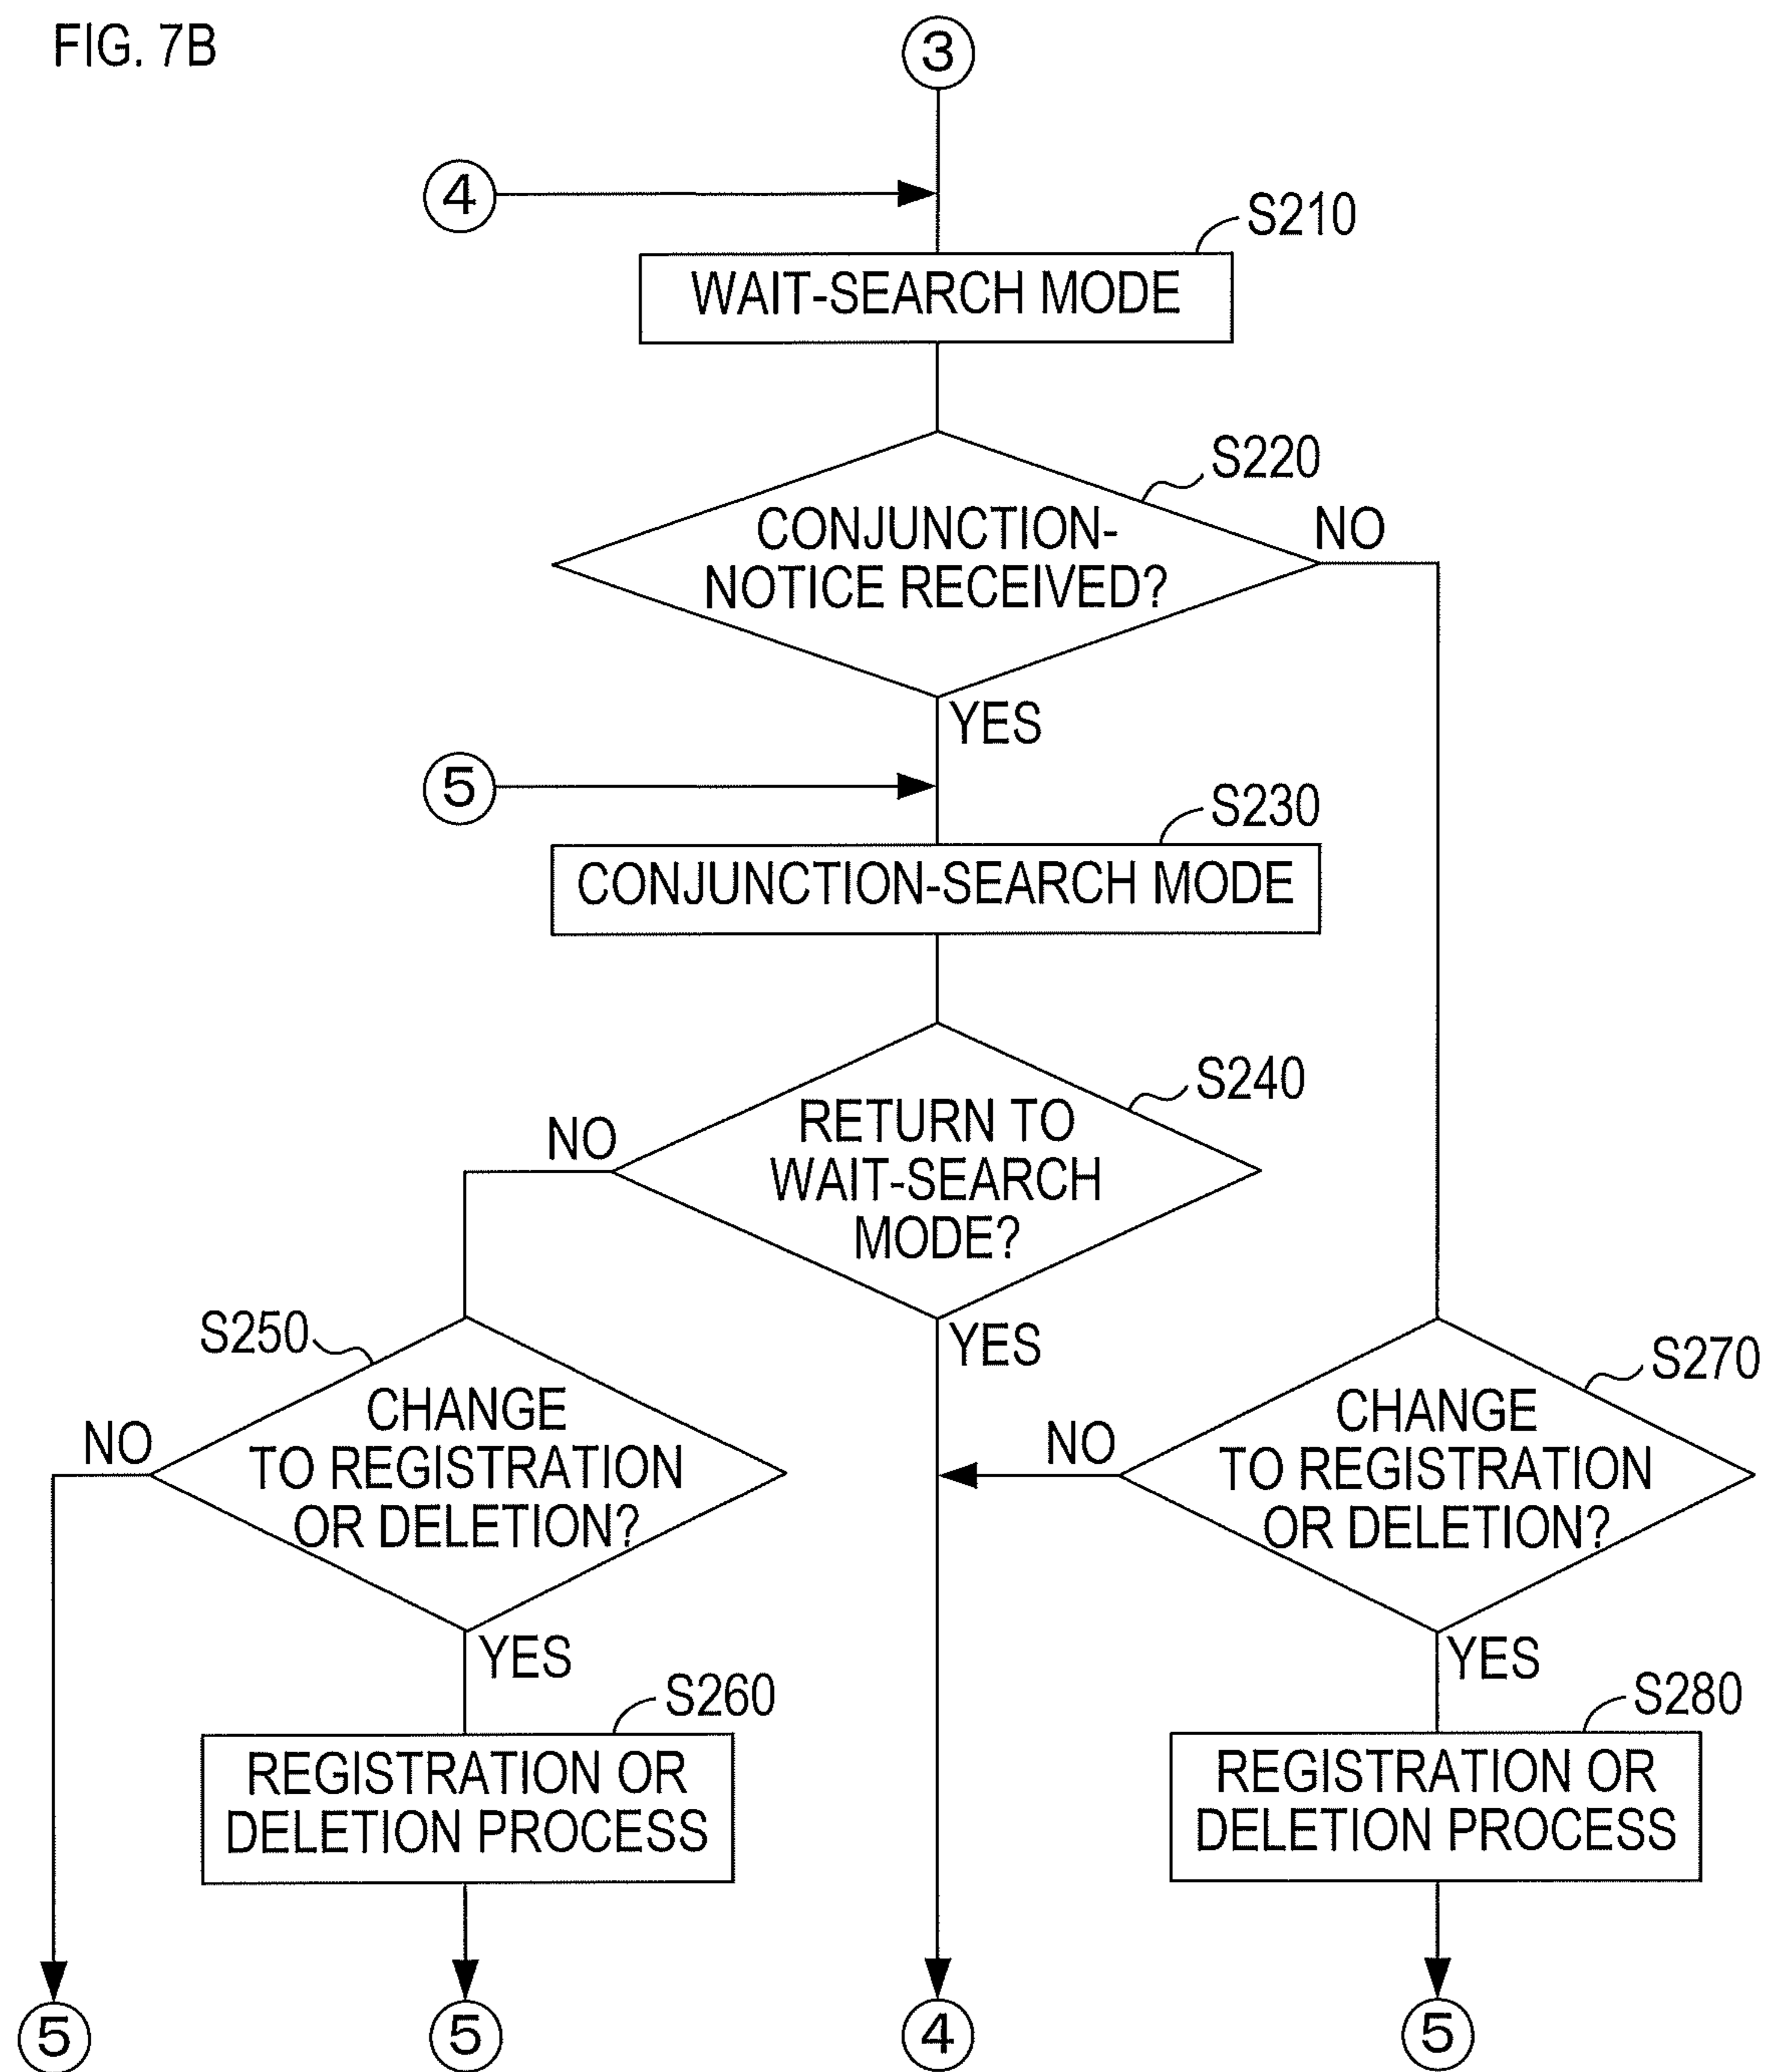 FIG. 7B
3
4
S210
WAIT-SEARCH MODE
S220
CONJUNCTION-
NOTICE RECEIVED?
NO
YES
5
S230
CONJUNCTION-SEARCH MODE
S240
RETURN TO
WAIT-SEARCH
MODE?
NO
YES
S250
CHANGE
TO REGISTRATION
OR DELETION?
NO
YES
S270
CHANGE
TO REGISTRATION
OR DELETION?
NO
YES
S260
REGISTRATION OR
DELETION PROCESS
S280
REGISTRATION OR
DELETION PROCESS
5
5
4
5